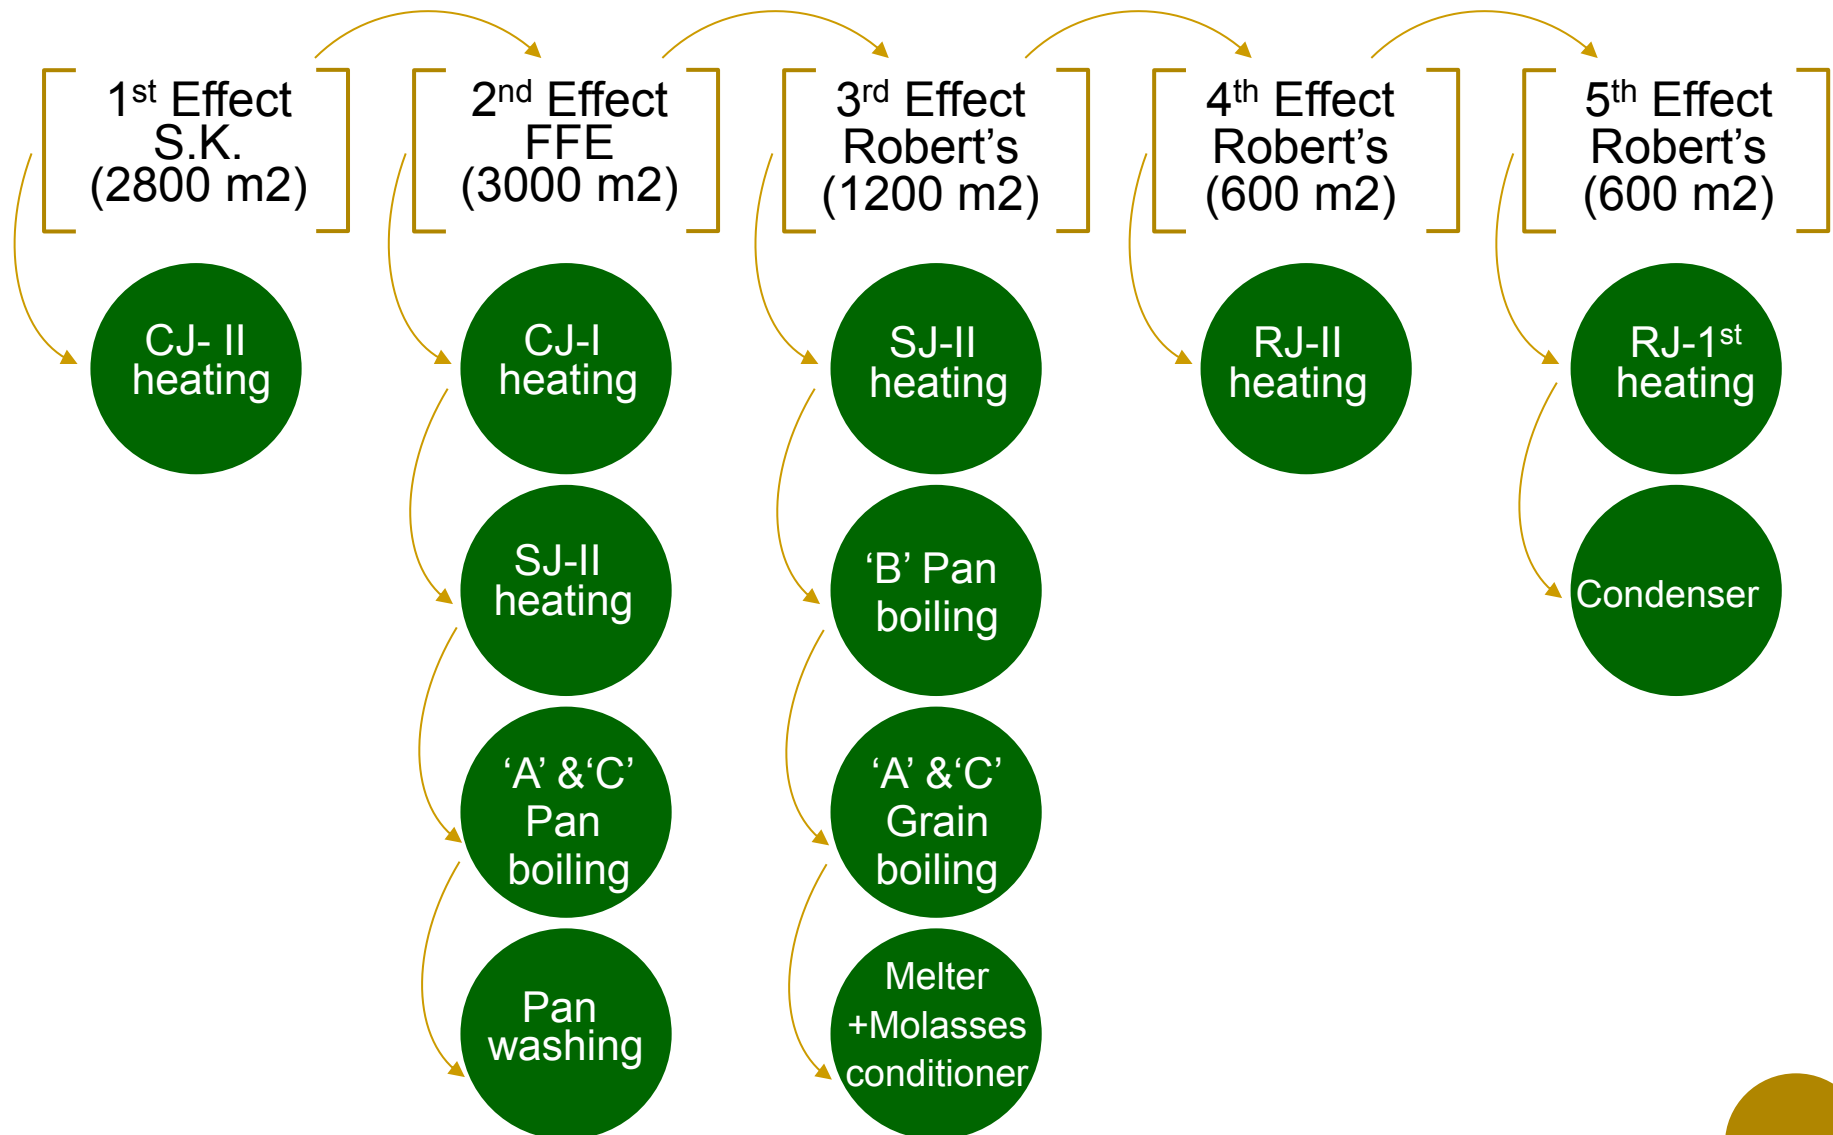 1st Effect
S.K.
(2800 m2)
2nd Effect
FFE
(3000 m2)
3rd Effect
Robert’s
(1200 m2)
4th Effect
Robert’s
(600 m2)
5th Effect
Robert’s
(600 m2)
CJ- II
heating
CJ-I
heating
SJ-II
heating
RJ-II
heating
RJ-1st
heating
SJ-II
heating
‘B’ Pan
boiling
Condenser
‘A’ &‘C’
Pan
boiling
‘A’ &‘C’
Grain
boiling
Pan
washing
Melter
+Molasses
conditioner